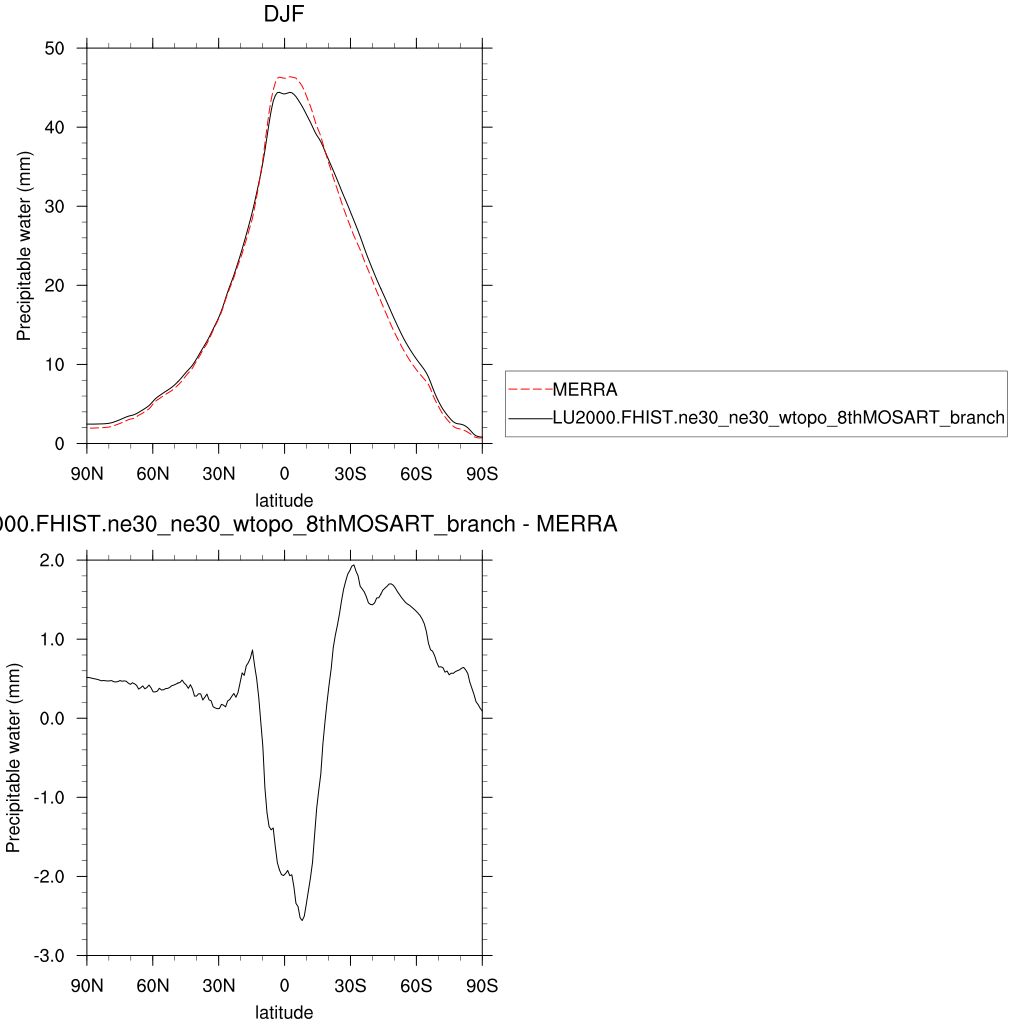 DJF
50
40
30
20
10
0
Precipitable water (mm)
90N 60N 30N 0 30S 60S 90S
latitude
MERRA
LU2000.FHIST.ne30_ne30_wtopo_8thMOSART_branch
000.FHIST.ne30_ne30_wtopo_8thMOSART_branch - MERRA
2.0
1.0
0.0
-1.0
-2.0
-3.0
Precipitable water (mm)
90N 60N 30N 0 30S 60S 90S
latitude